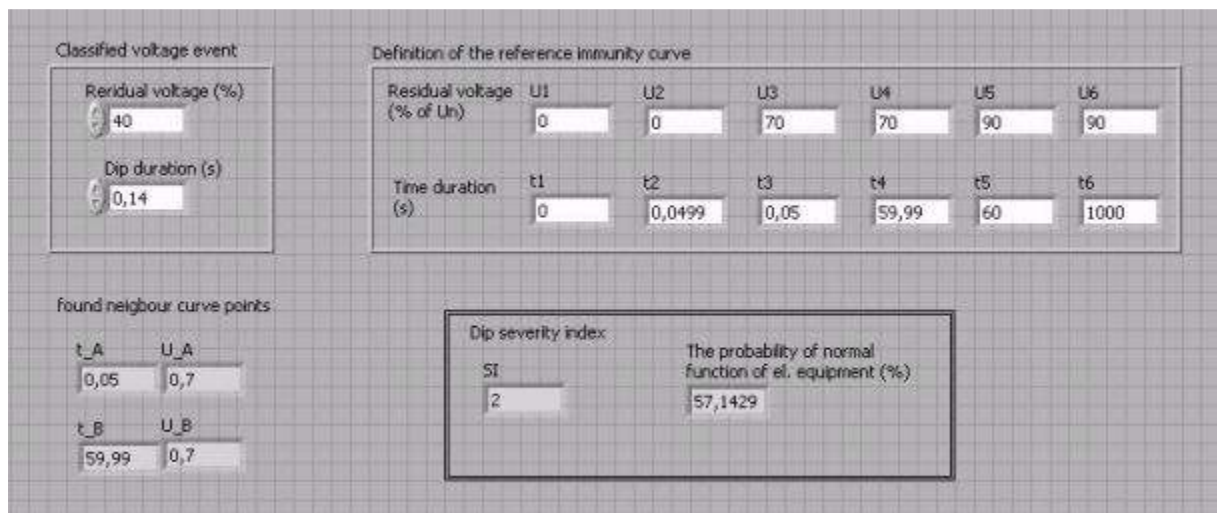 Classified voltage event
Reridual voltage (%)
40
Dip duration (s)
0,14
Definition of the reference immunity curve
Residual voltage U1 U2 U3 U4 U5 U6
(% of Un) 0 0 70 70 90 90
Time duration t1 t2 t3 t4 t5 t6
(s) 0 0,0499 0,05 59,99 60 1000
found neigbour curve points
t_A U_A
0,05 0,7
t_B U_B
59,99 0,7
Dip severity index
SI
2
The probability of normal
function of el. equipment (%)
57,1429